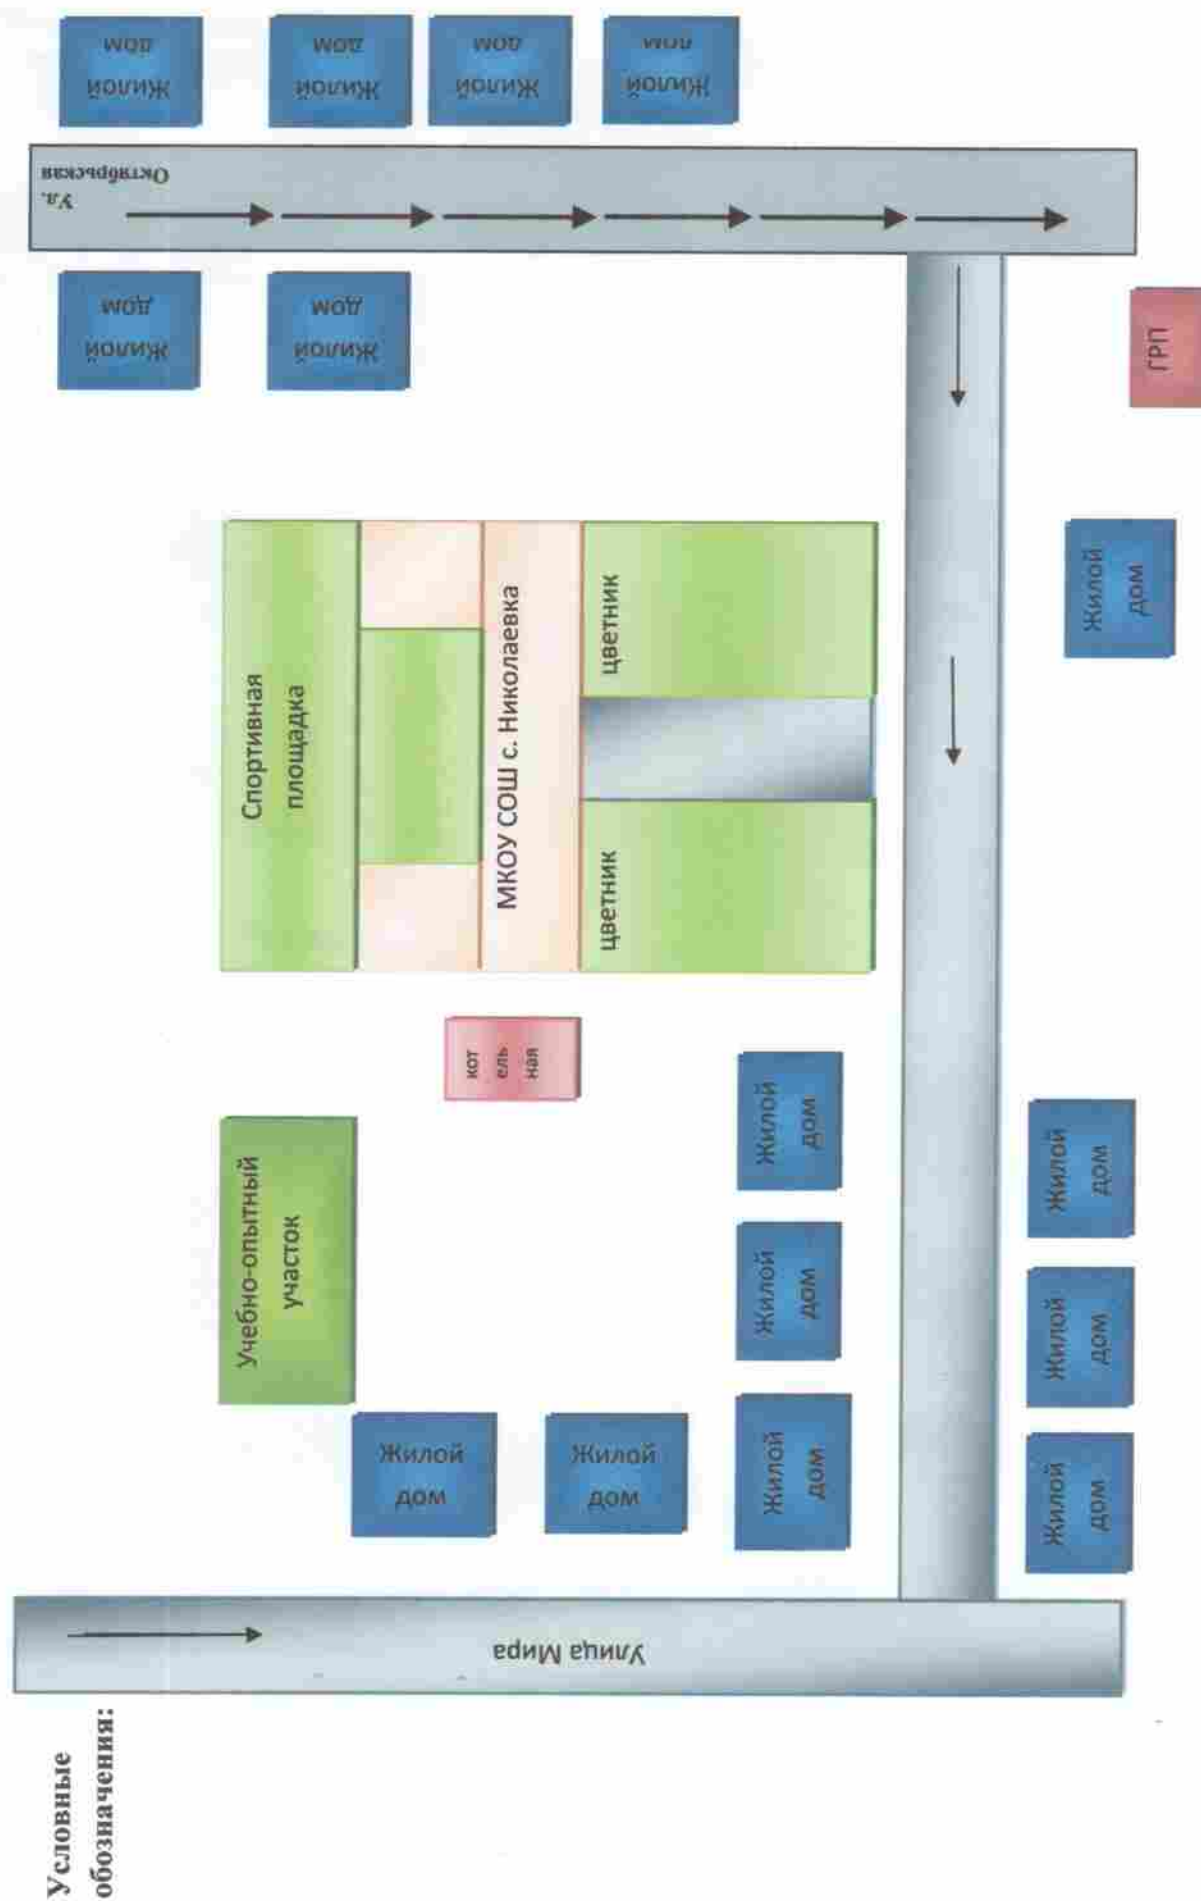 Условные
обозначения:
Улица Мира
Учебно-опытный
участок
Жилой
дом
Жилой
дом
Жилой
дом
Жилой
дом
Жилой
дом
Жилой
дом
Жилой
дом
Жилой
дом
кот
ель
ная
Спортивная
площадка
МКОУ СОШ с. Николаевка
цветник
цветник
Жилой
дом
ГРП
Жилой
дом
Жилой
дом
Ул.
Октябрьская
Жилой
дом
Жилой
дом
Жилой
дом
Жилой
дом